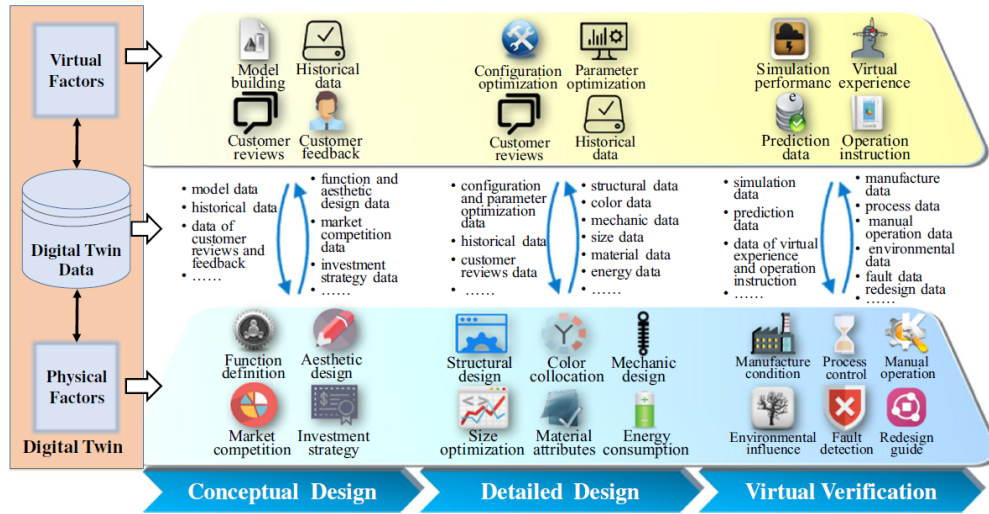 Virtual
Factors
Digital Twin
Data
Physical
Factors
Digital Twin
Model
building
Historical
data
Customer
reviews
Customer
feedback
Configuration
optimization
Parameter
optimization
Customer
reviews
Historical
data
Simulation
performanc
Virtual
experience
e
Prediction
data
Operation
instruction
• model data
• historical data
• data of
customer
reviews and
feedback
• ……
• function and
aesthetic
design data
• market
competition
data
• investment
strategy data
• ……
• configuration
and parameter
optimization
data
• historical data
• customer
reviews data
• ……
• structural data
• color data
• mechanic data
• size data
• material data
• energy data
• ……
• simulation
data
• prediction
data
• data of virtual
experience
and operation
instruction
• ……
• manufacture
data
• process data
• manual
operation data
• environmental
data
• fault data
• redesign data
• ……
Function
definition
Aesthetic
design
Market
competition
Investment
strategy
Structural
design
Color
collocation
Mechanic
design
Size
optimization
Material
attributes
Energy
consumption
Manufacture
condition
Process
control
Manual
operation
Environmental
influence
Fault
detection
Redesign
guide
Conceptual Design
Detailed Design
Virtual Verification